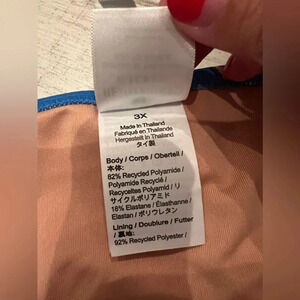 3X
Made in Thailand
Fabriqué en Thaïlande
Hergestellt in Thailand
タイ製
Body / Corps / Oberteil /
本体:
82% Recycled Polyamide /
Polyamide Recyclé /
Recyceltes Polyamid / リ
サイクルポリアミド
18% Elastane / Élasthanne /
Elastan / ポリウレタン
Lining / Doublure / Futter
/ 裏地:
92% Recycled Polyester /